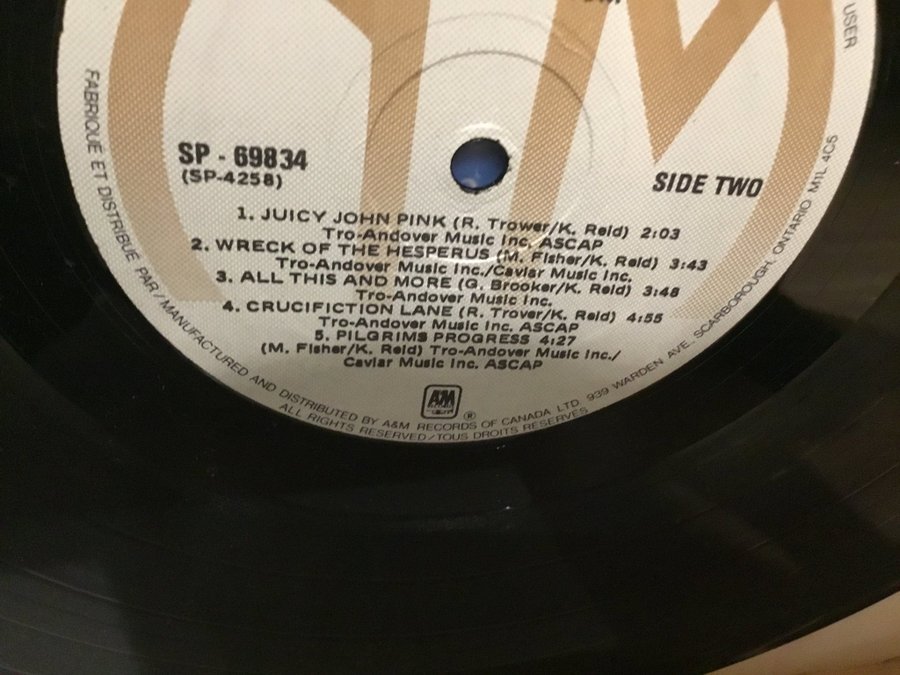 USER
SP - 69834
(SP-4258)
SIDE TWO
1. JUICY JOHN PINK (R. Trower/K. Reid) 2:03
Tro-Andover Music Inc. ASCAP
2. WRECK OF THE HESPERUS (M. Fisher/K. Reid) 3:43
Tro-Andover Music Inc./Caviar Music Inc.
3. ALL THIS AND MORE (G. Brooker/K. Reid) 3:48
Tro-Andover Music Inc.
4. CRUCIFICTION LANE (R. Trover/K. Reid) 4:55
Tro-Andover Music Inc. ASCAP
5. PILGRIMS PROGRESS 4:27
(M. Fisher/K. Reid) Tro-Andover Music Inc./
Caviar Music Inc. ASCAP
A&M
RECORDS
®
FABRIQUÉ ET DISTRIBUÉ PAR/MANUFACTURED AND DISTRIBUTED BY A&M RECORDS OF CANADA LTD. 939 WARDEN AVE. SCARBOROUGH, ONTARIO M1L 4C5
ALL RIGHTS RESERVED/TOUS DROITS RESERVÉS